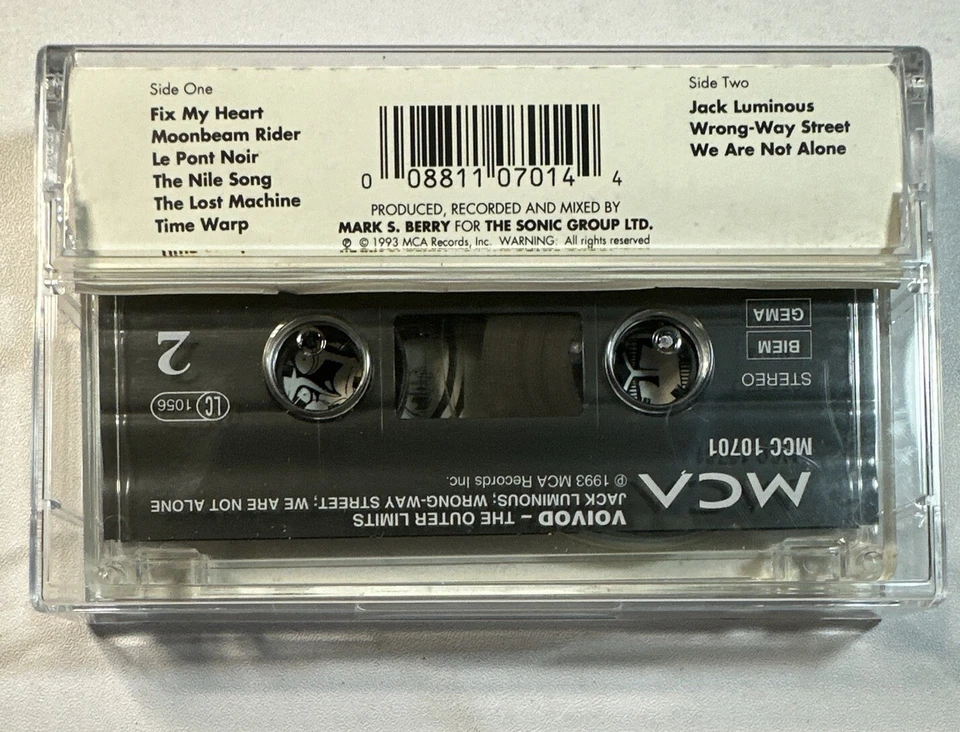 Side One
Fix My Heart
Moonbeam Rider
Le Pont Noir
The Nile Song
The Lost Machine
Time Warp
0 08811 07014 4
PRODUCED, RECORDED AND MIXED BY
MARK S. BERRY FOR THE SONIC GROUP LTD.
℗ © 1993 MCA Records, Inc. WARNING: All rights reserved
Side Two
Jack Luminous
Wrong-Way Street
We Are Not Alone
VOIVOD – THE OUTER LIMITS
JACK LUMINOUS; WRONG-WAY STREET; WE ARE NOT ALONE
℗ 1993 MCA Records Inc.
MCA
MCC 10701
STEREO
BIEM
GEMA
LC 1056
2